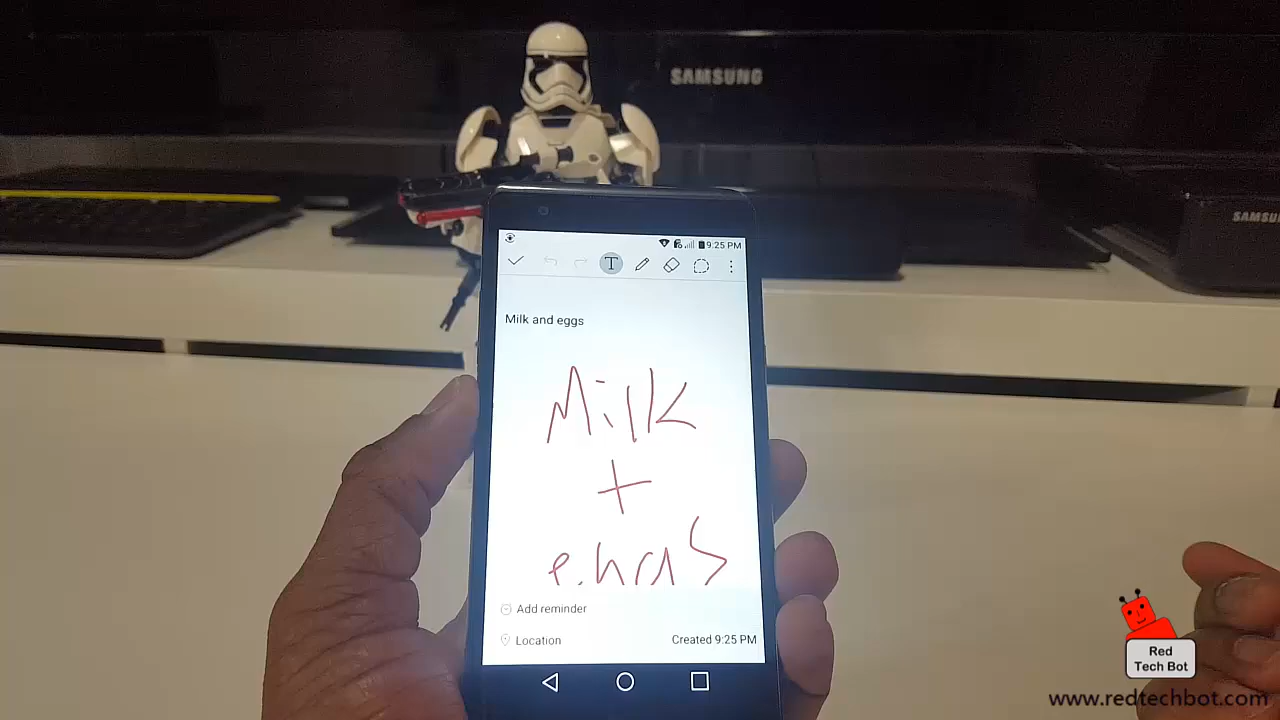 SAMSUNG
SAMSUNG
9:25 PM
T
Milk and eggs
Milk
+
Add reminder
Location
Created 9:25 PM
Red
Tech Bot
www.redtechbot.com